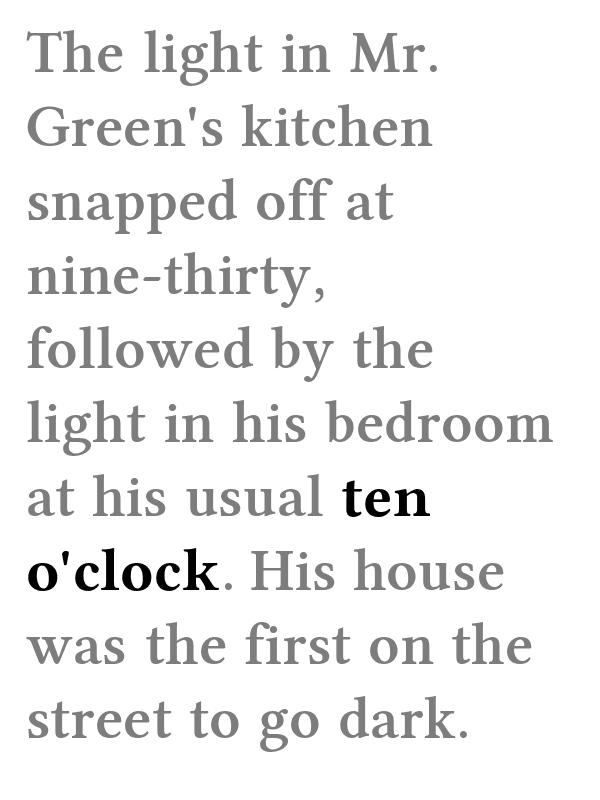 The light in Mr.
Green's kitchen
snapped off at
nine-thirty,
followed by the
light in his bedroom
at his usual ten
o'clock. His house
was the first on the
street to go dark.